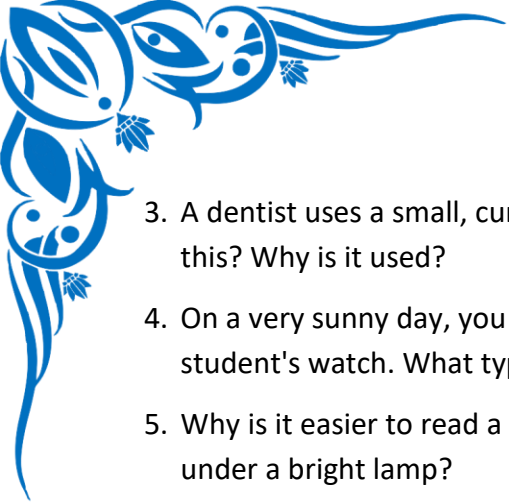 3. A dentist uses a small, cur
this? Why is it used?
4. On a very sunny day, you
student's watch. What typ
5. Why is it easier to read a
under a bright lamp?